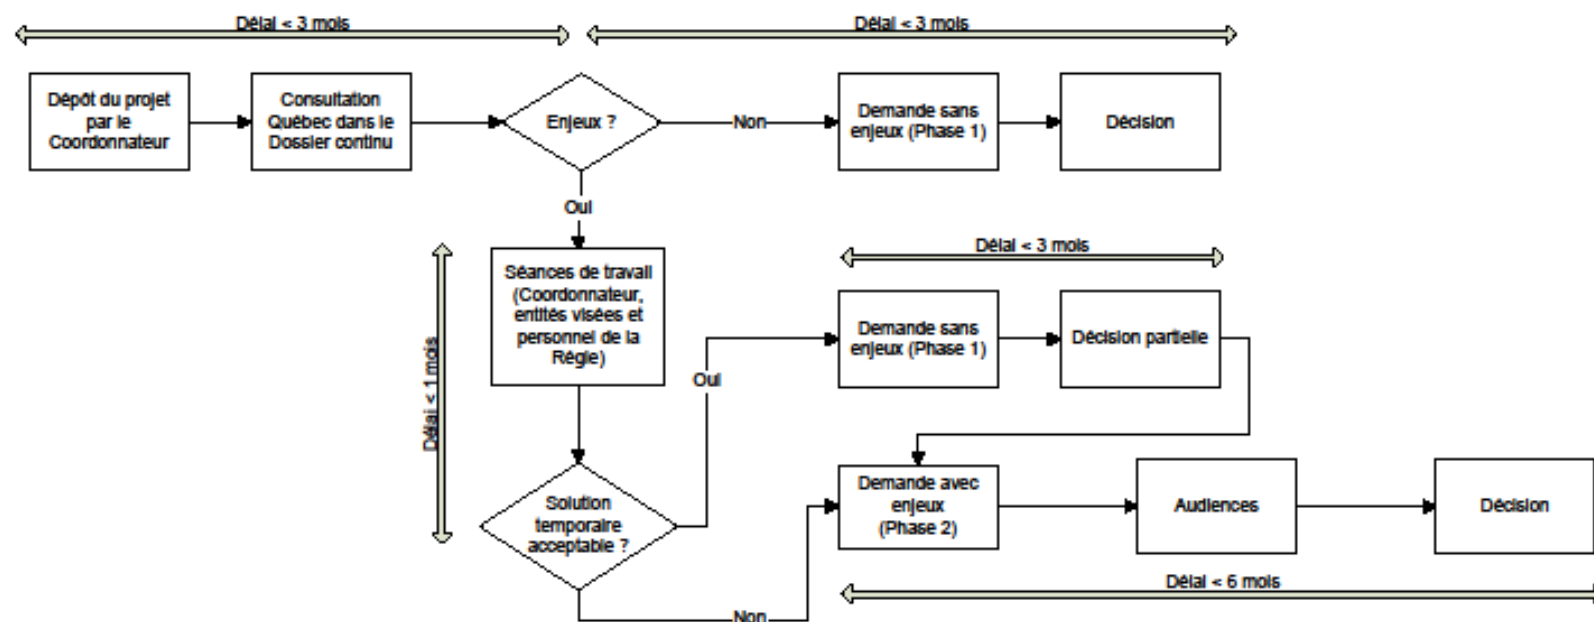 Délai < 3 mois
Délai < 3 mois
Dépôt du projet
par le
Coordonnateur
Consultation
Québec dans le
Dossier continu
Enjeux ?
Non
Demande sans
enjeux (Phase 1)
Décision
Oui
Délai < 1 mois
Séances de travail
(Coordonnateur,
entités visées et
personnel de la
Régie)
Délai < 3 mois
Demande sans
enjeux (Phase 1)
Décision partielle
Oui
Solution
temporaire
acceptable ?
Demande avec
enjeux
(Phase 2)
Audiences
Décision
Délai < 6 mois
Non